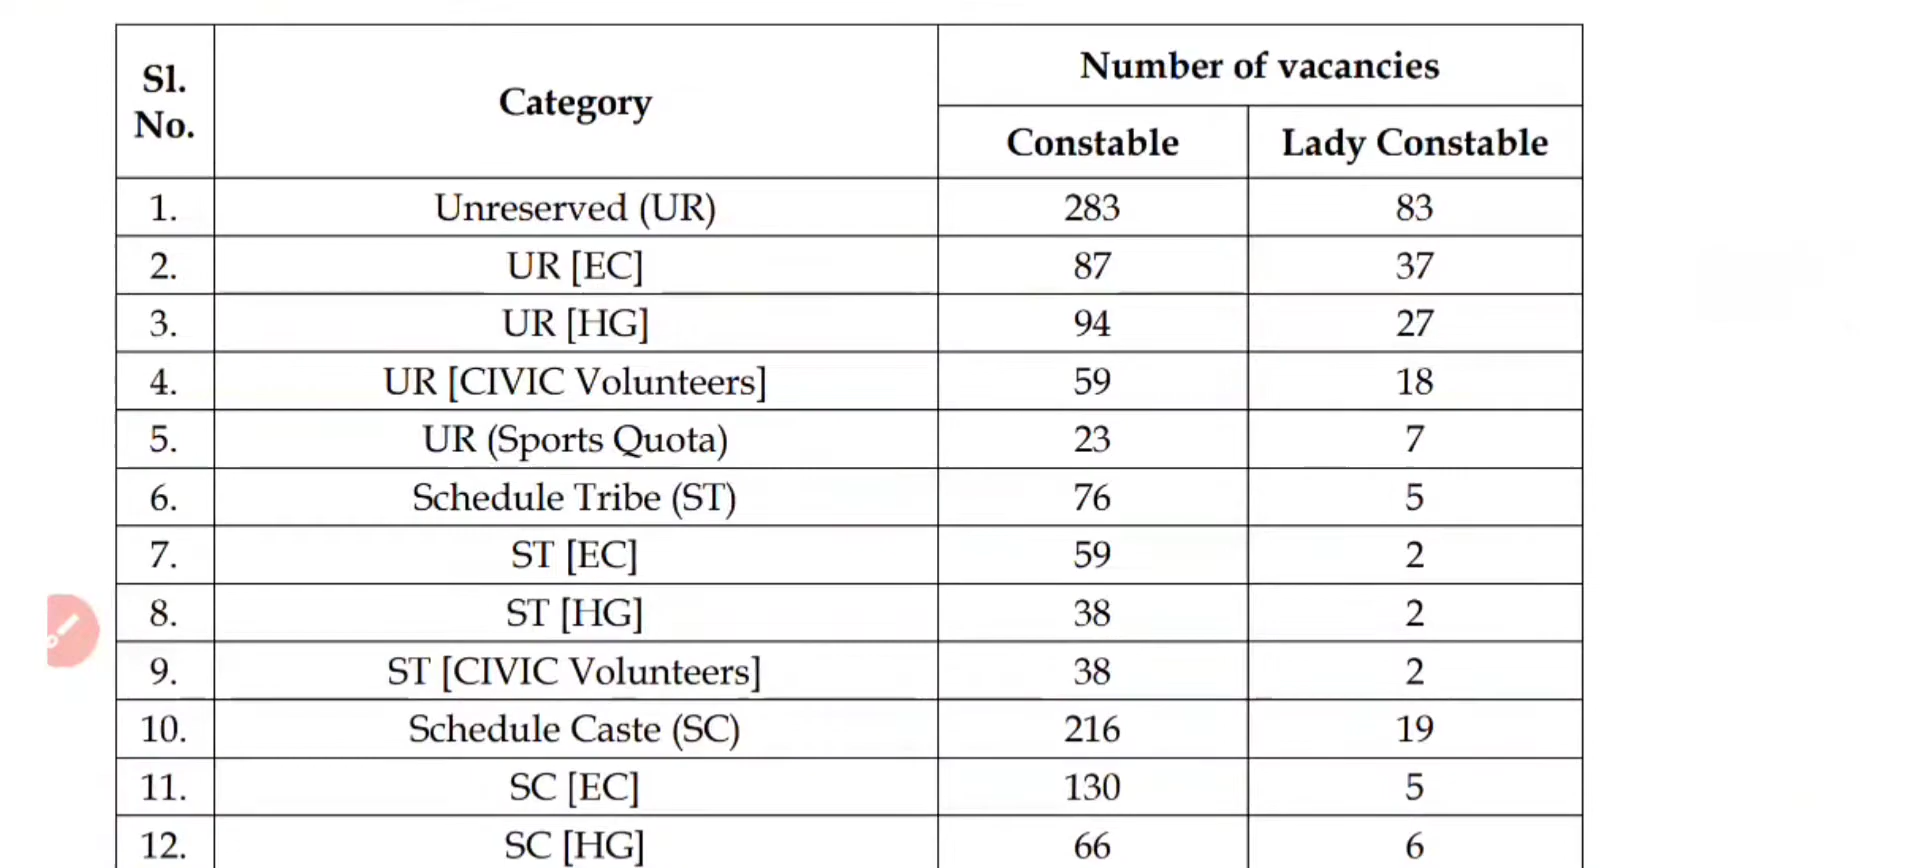 Sl. No. Category Number of vacancies
Constable Lady Constable
1. Unreserved (UR) 283 83
2. UR [EC] 87 37
3. UR [HG] 94 27
4. UR [CIVIC Volunteers] 59 18
5. UR (Sports Quota) 23 7
6. Schedule Tribe (ST) 76 5
7. ST [EC] 59 2
8. ST [HG] 38 2
9. ST [CIVIC Volunteers] 38 2
10. Schedule Caste (SC) 216 19
11. SC [EC] 130 5
12. SC [HG] 66 6